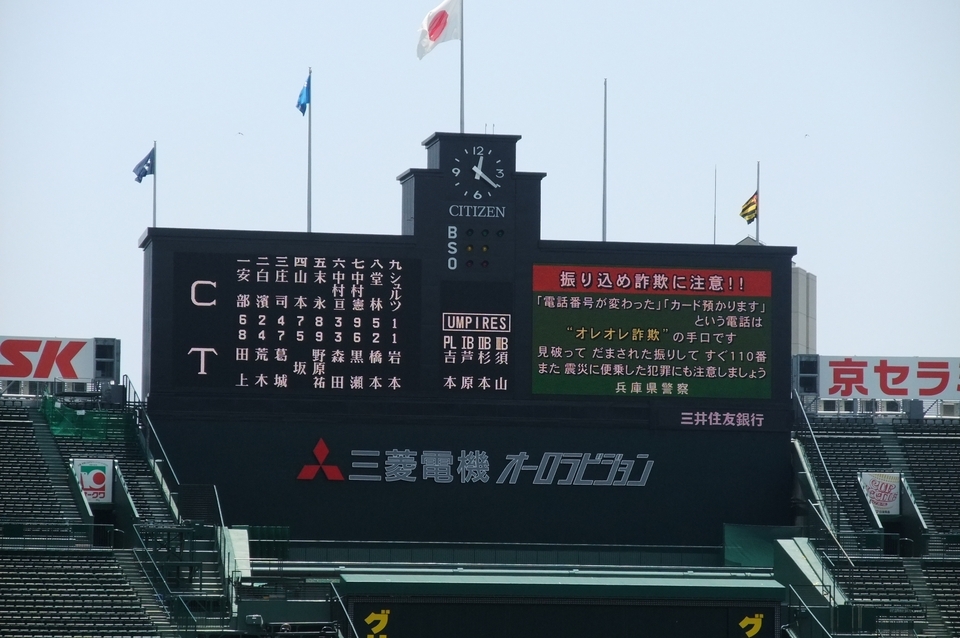 12
9 3
6
CITIZEN
B
S
O
一 二 三 四 五 六 七 八 九
C 安部 白濱 庄司 山本 末永 中村亘 中村憲 堂林 シュルツ
6 2 4 7 8 3 9 5 1
8 4 7 5 9 3 6 2 1
T 田上 荒木 葛城 坂 野原祐 森田 黒瀬 橋本 岩本
UMPIRES
PL ⅠB ⅡB ⅢB
吉本 芦原 杉本 須山
振り込め詐欺に注意!!
「電話番号が変わった」「カード預かります」
という電話は
“オレオレ詐欺”の手口です
見破って だまされた振りして すぐ110番
また 震災に便乗した犯罪にも注意しましょう
兵庫県警察
三井住友銀行
三菱電機 オーロラビジョン
SK
京セラ
グ
グ